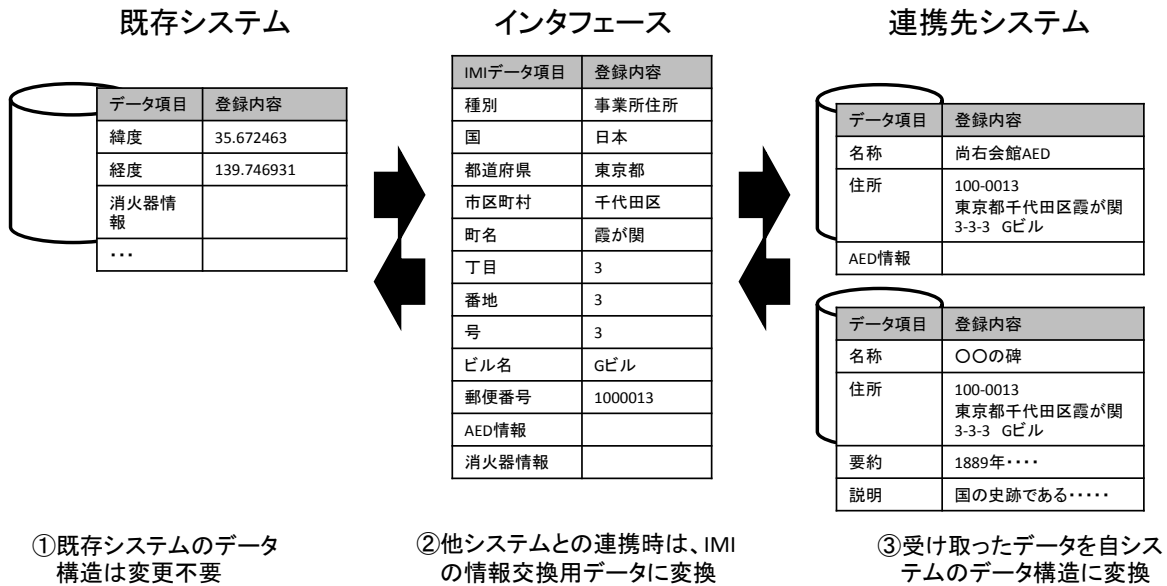 既存システム
インタフェース
連携先システム
データ項目 登録内容
緯度 35.672463
経度 139.746931
消火器情
報
･･･
IMIデータ項目 登録内容
種別 事業所住所
国 日本
都道府県 東京都
市区町村 千代田区
町名 霞が関
丁目 3
番地 3
号 3
ビル名 Gビル
郵便番号 1000013
AED情報
消火器情報
データ項目 登録内容
名称 尚右会館AED
住所 100-0013
東京都千代田区霞が関
3-3-3 Gビル
AED情報
データ項目 登録内容
名称 〇〇の碑
住所 100-0013
東京都千代田区霞が関
3-3-3 Gビル
要約 1889年････
説明 国の史跡である･････
①既存システムのデータ
構造は変更不要
②他システムとの連携時は、IMI
の情報交換用データに変換
③受け取ったデータを自シス
テムのデータ構造に変換